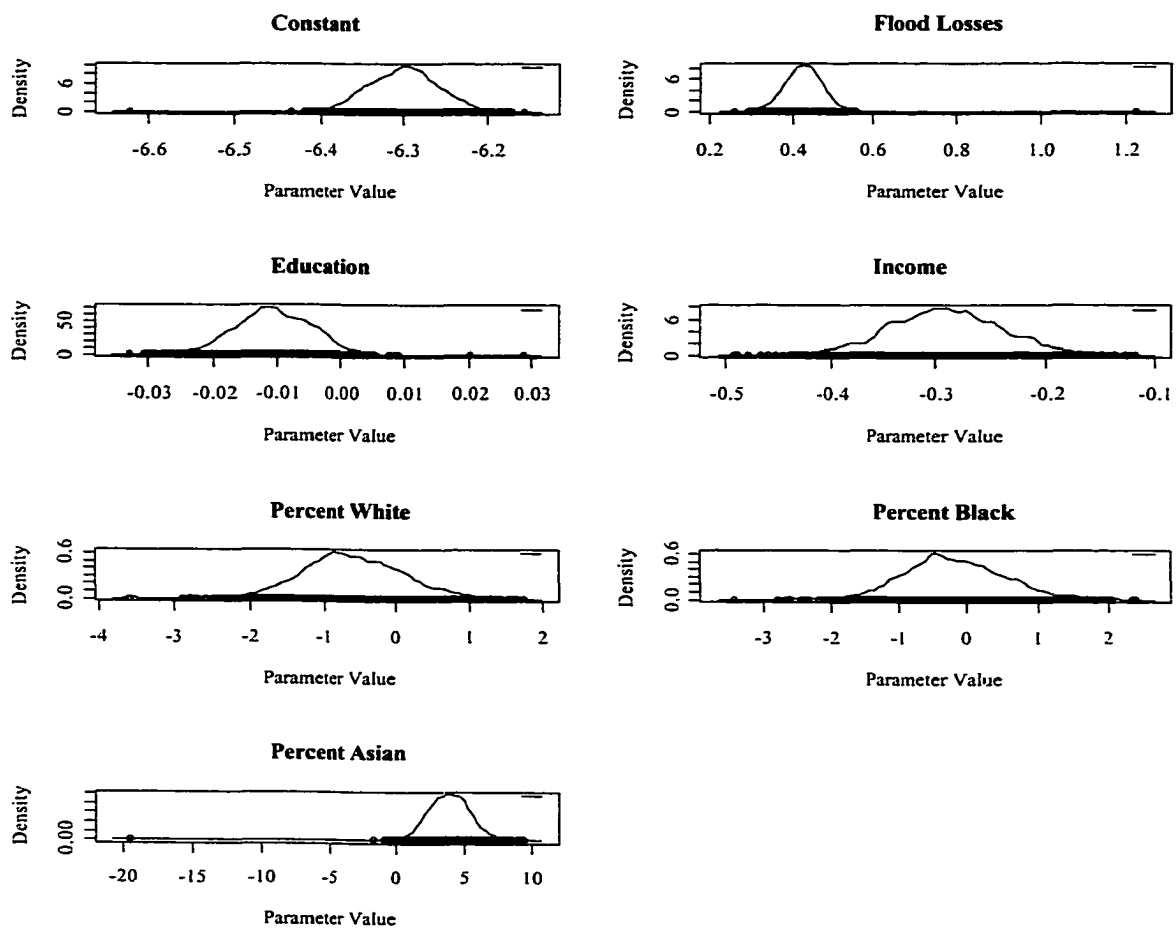 Constant
Density
0 6
-6.6 -6.5 -6.4 -6.3 -6.2
Parameter Value
Flood Losses
Density
0 6
0.2 0.4 0.6 0.8 1.0 1.2
Parameter Value
Education
Density
0 50
-0.03 -0.02 -0.01 0.00 0.01 0.02 0.03
Parameter Value
Income
Density
0 6
-0.5 -0.4 -0.3 -0.2 -0.1
Parameter Value
Percent White
Density
0.0 0.6
-4 -3 -2 -1 0 1 2
Parameter Value
Percent Black
Density
0.0 0.6
-3 -2 -1 0 1 2
Parameter Value
Percent Asian
Density
0.00
-20 -15 -10 -5 0 5 10
Parameter Value